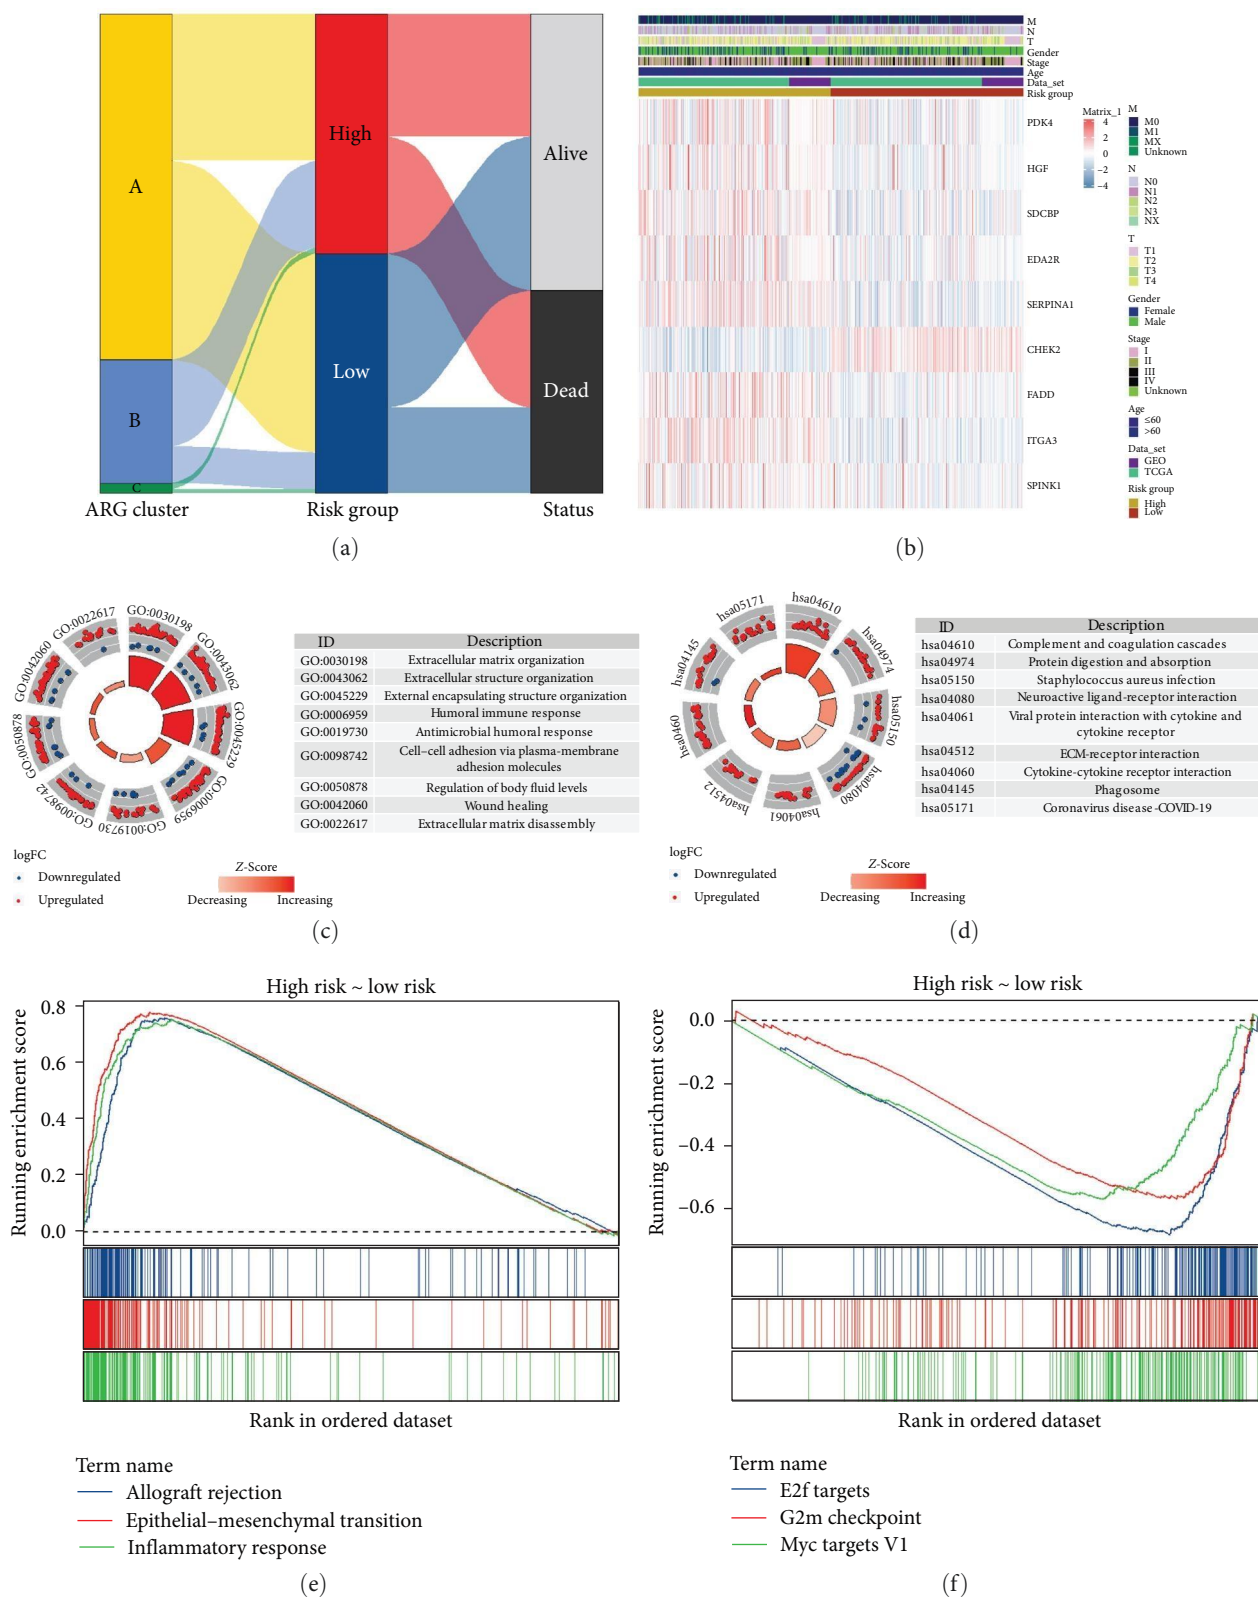 A
B
C
High
Low
Alive
Dead
ARG cluster
Risk group
Status
(a)
M
N
T
Gender
Stage
Age
Data_set
Risk group
PDK4
HGF
SDCBP
EDA2R
SERPINA1
CHEK2
FADD
ITGA3
SPINK1
Matrix_1
4
2
0
−2
−4
M
M0
M1
MX
Unknown
N
N0
N1
N2
N3
NX
T
T1
T2
T3
T4
Gender
Female
Male
Stage
I
II
III
IV
Unknown
Age
≤60
>60
Data_set
GEO
TCGA
Risk group
High
Low
(b)
GO:0030198
GO:0043062
GO:0045229
GO:0006959
GO:0019730
GO:0098742
GO:0050878
GO:0042060
GO:0022617
ID Description
GO:0030198 Extracellular matrix organization
GO:0043062 Extracellular structure organization
GO:0045229 External encapsulating structure organization
GO:0006959 Humoral immune response
GO:0019730 Antimicrobial humoral response
GO:0098742 Cell–cell adhesion via plasma-membrane
adhesion molecules
GO:0050878 Regulation of body fluid levels
GO:0042060 Wound healing
GO:0022617 Extracellular matrix disassembly
logFC
Downregulated
Upregulated
Z-Score
Decreasing Increasing
(c)
hsa04610
hsa04974
hsa05150
hsa04080
hsa04061
hsa04512
hsa04060
hsa04145
hsa05171
ID Description
hsa04610 Complement and coagulation cascades
hsa04974 Protein digestion and absorption
hsa05150 Staphylococcus aureus infection
hsa04080 Neuroactive ligand-receptor interaction
hsa04061 Viral protein interaction with cytokine and
cytokine receptor
hsa04512 ECM-receptor interaction
hsa04060 Cytokine-cytokine receptor interaction
hsa04145 Phagosome
hsa05171 Coronavirus disease -COVID-19
logFC
Downregulated
Upregulated
Z-Score
Decreasing Increasing
(d)
High risk ~ low risk
Running enrichment score
0.8
0.6
0.4
0.2
0.0
Rank in ordered dataset
Term name
Allograft rejection
Epithelial–mesenchymal transition
Inflammatory response
(e)
High risk ~ low risk
Running enrichment score
0.0
−0.2
−0.4
−0.6
Rank in ordered dataset
Term name
E2f targets
G2m checkpoint
Myc targets V1
(f)